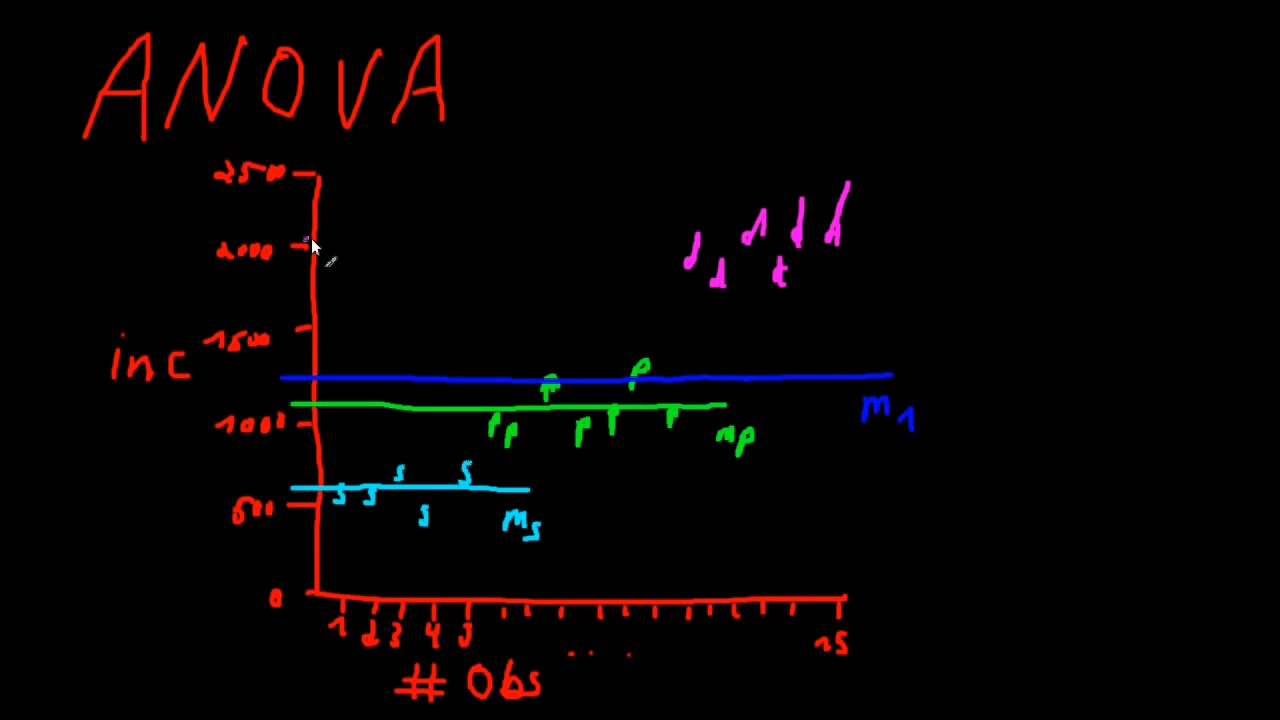 ANOVA
2500
2000
d d d t d d
1500
inc
p p
m1
1000
p p p p p mp
s s s s s
500 ms
0
1 2 3 4 5 ... 15
# Obs